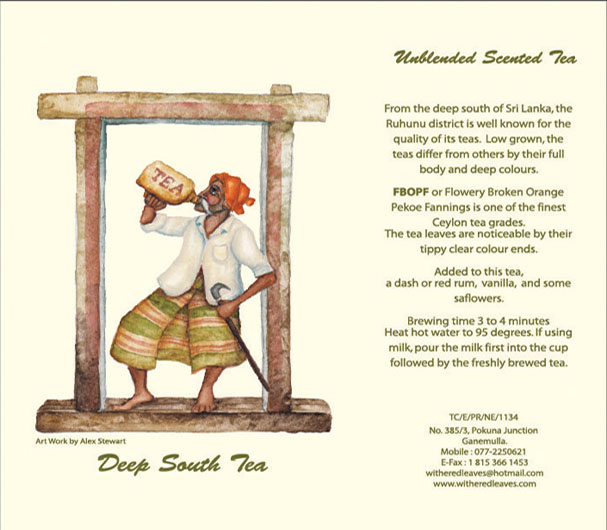 Unblended Scented Tea
From the deep south of Sri Lanka, the
Ruhunu district is well known for the
quality of its teas. Low grown, the
teas differ from others by their full
body and deep colours.
FBOPF or Flowery Broken Orange
Pekoe Fannings is one of the finest
Ceylon tea grades.
The tea leaves are noticeable by their
tippy clear colour ends.
Added to this tea,
a dash or red rum, vanilla, and some
saflowers.
Brewing time 3 to 4 minutes
Heat hot water to 95 degrees. If using
milk, pour the milk first into the cup
followed by the freshly brewed tea.
TC/E/PR/NE/1134
No. 385/3, Pokuna Junction
Ganemulla.
Mobile : 077-2250621
E-Fax : 1 815 366 1453
witheredleaves@hotmail.com
www.witheredleaves.com
TEA
Art Work by Alex Stewart
Deep South Tea